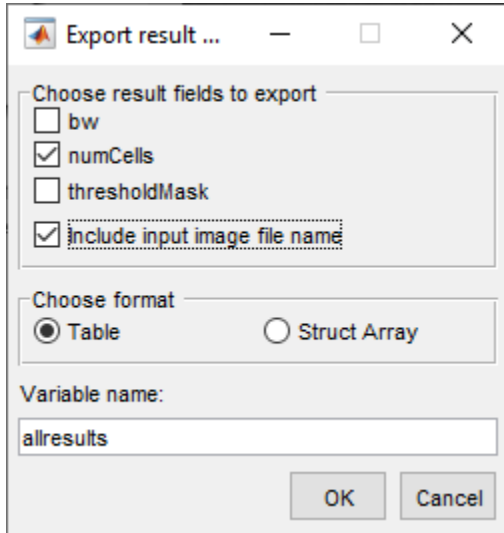 Export result ...
Choose result fields to export
bw
numCells
thresholdMask
Include input image file name
Choose format
Table Struct Array
Variable name:
allresults
OK Cancel